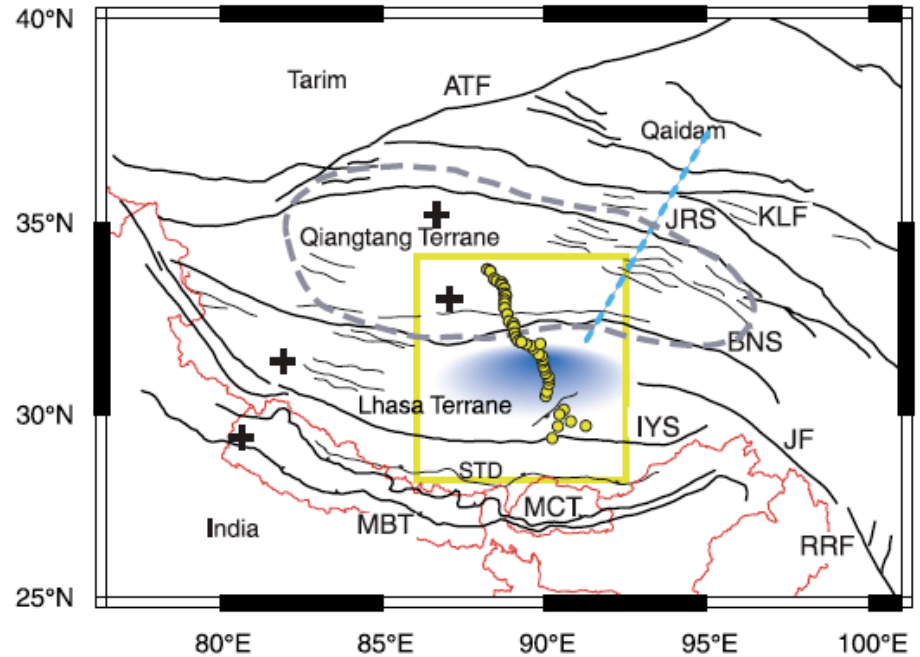 40°N
Tarim
ATF
Qaidam
35°N
JRS
KLF
Qiangtang Terrane
BNS
30°N
Lhasa Terrane
IYS
JF
STD
MCT
India
MBT
RRF
25°N
80°E 85°E 90°E 95°E 100°E